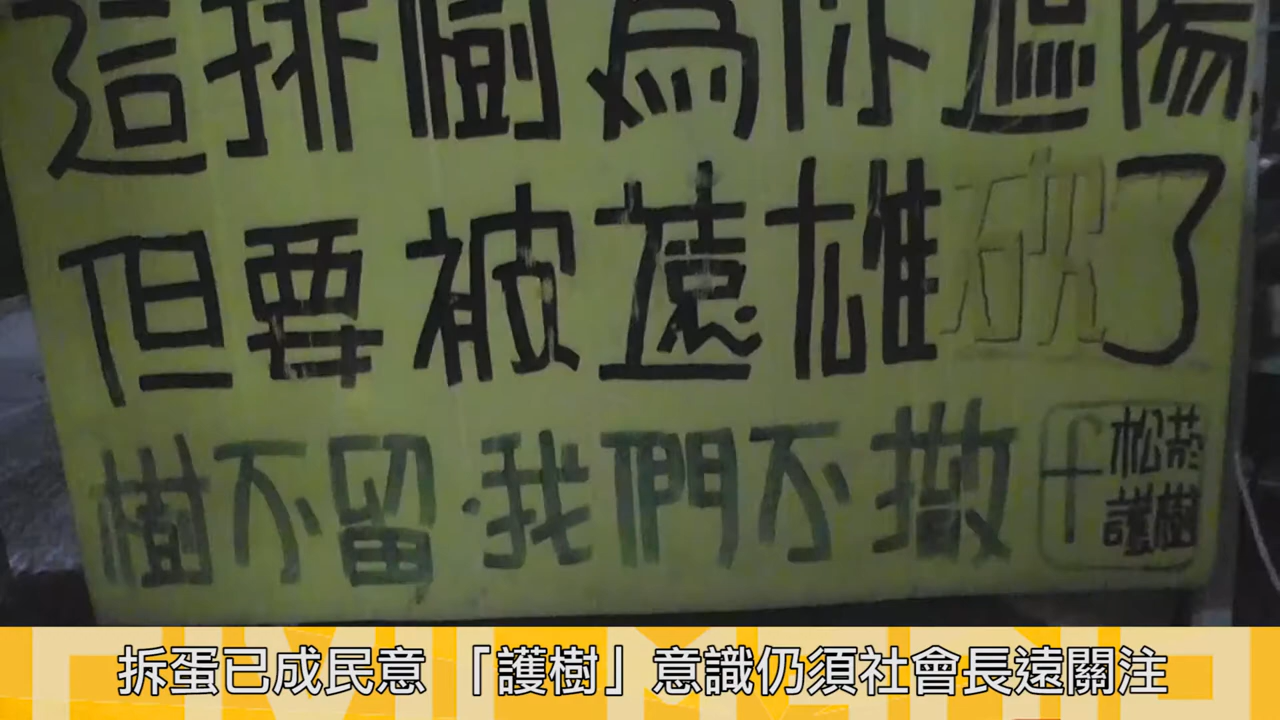 這排樹為你遮陽
但要被遠雄砍了
樹不留·我們不撤
松菸
護樹
拆蛋已成民意 「護樹」意識仍須社會長遠關注